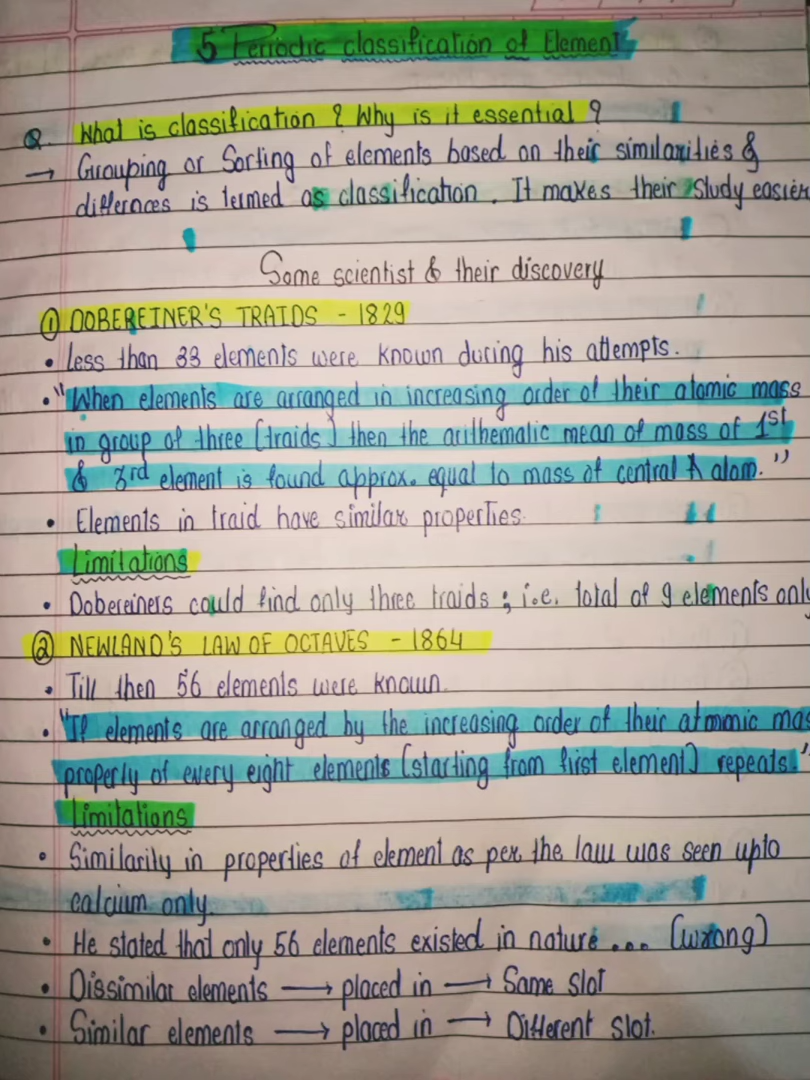 5 Periodic classification of Element
Q. What is classification ? Why is it essential ?
→ Grouping or Sorting of elements based on their similarities &
differnces is termed as classification. It makes their study easier
Some scientist & their discovery
① DOBEREINER'S TRAIDS - 1829
• Less than 33 elements were known during his attempts.
• "When elements are arranged in increasing order of their atomic mass
in group of three (traids) then the arithematic mean of mass of 1st
& 3rd element is found approx. equal to mass of central atom."
• Elements in traid have similar properties.
Limitations
• Dobereiners could find only three traids ; i.e. total of 9 elements only
② NEWLAND'S LAW OF OCTAVES - 1864
• Till then 56 elements were known.
• "If elements are arranged by the increasing order of their atmomic mas
property of every eight elements (starting from first element) repeats."
Limitations
• Similarity in properties of element as per the law was seen upto
calcium only.
• He stated that only 56 elements existed in nature ... (wrong)
• Dissimilar elements → placed in → Same slot
• Similar elements → placed in → Different slot.